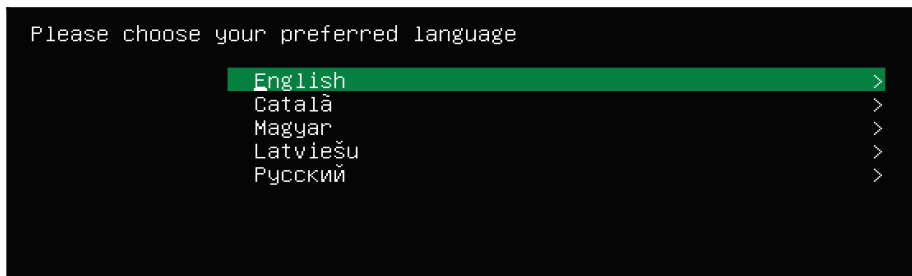 Please choose your preferred language
English >
Català >
Magyar >
Latviešu >
Русский >